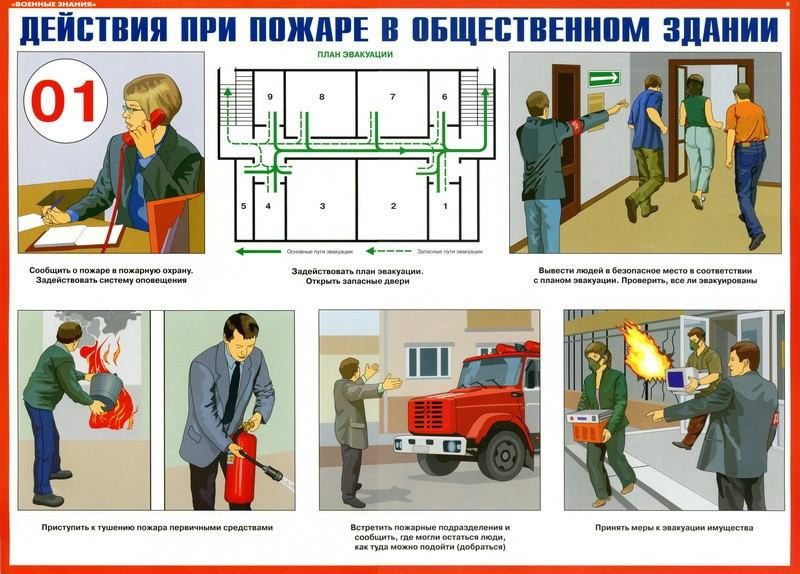 «ВОЕННЫЕ ЗНАНИЯ»
9
ДЕЙСТВИЯ ПРИ ПОЖАРЕ В ОБЩЕСТВЕННОМ ЗДАНИИ
01
ПЛАН ЭВАКУАЦИИ
9 8 7 6
5 4 3 2 1
Основные пути эвакуации
Запасные пути эвакуации
Сообщить о пожаре в пожарную охрану.
Задействовать систему оповещения
Задействовать план эвакуации.
Открыть запасные двери
Вывести людей в безопасное место в соответствии
с планом эвакуации. Проверить, все ли эвакуированы
Приступить к тушению пожара первичными средствами
Встретить пожарные подразделения и
сообщить, где могли остаться люди,
как туда можно подойти (добраться)
Принять меры к эвакуации имущества